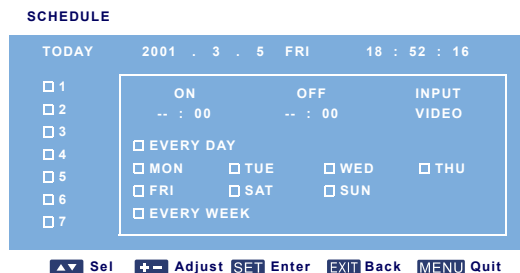 SCHEDULE
TODAY 2001 . 3 . 5 FRI 18 : 52 : 16
1
2
3
4
5
6
7
ON OFF INPUT
-- : 00 -- : 00 VIDEO
EVERY DAY
MON TUE WED THU
FRI SAT SUN
EVERY WEEK
Sel Adjust SET Enter EXIT Back MENU Quit